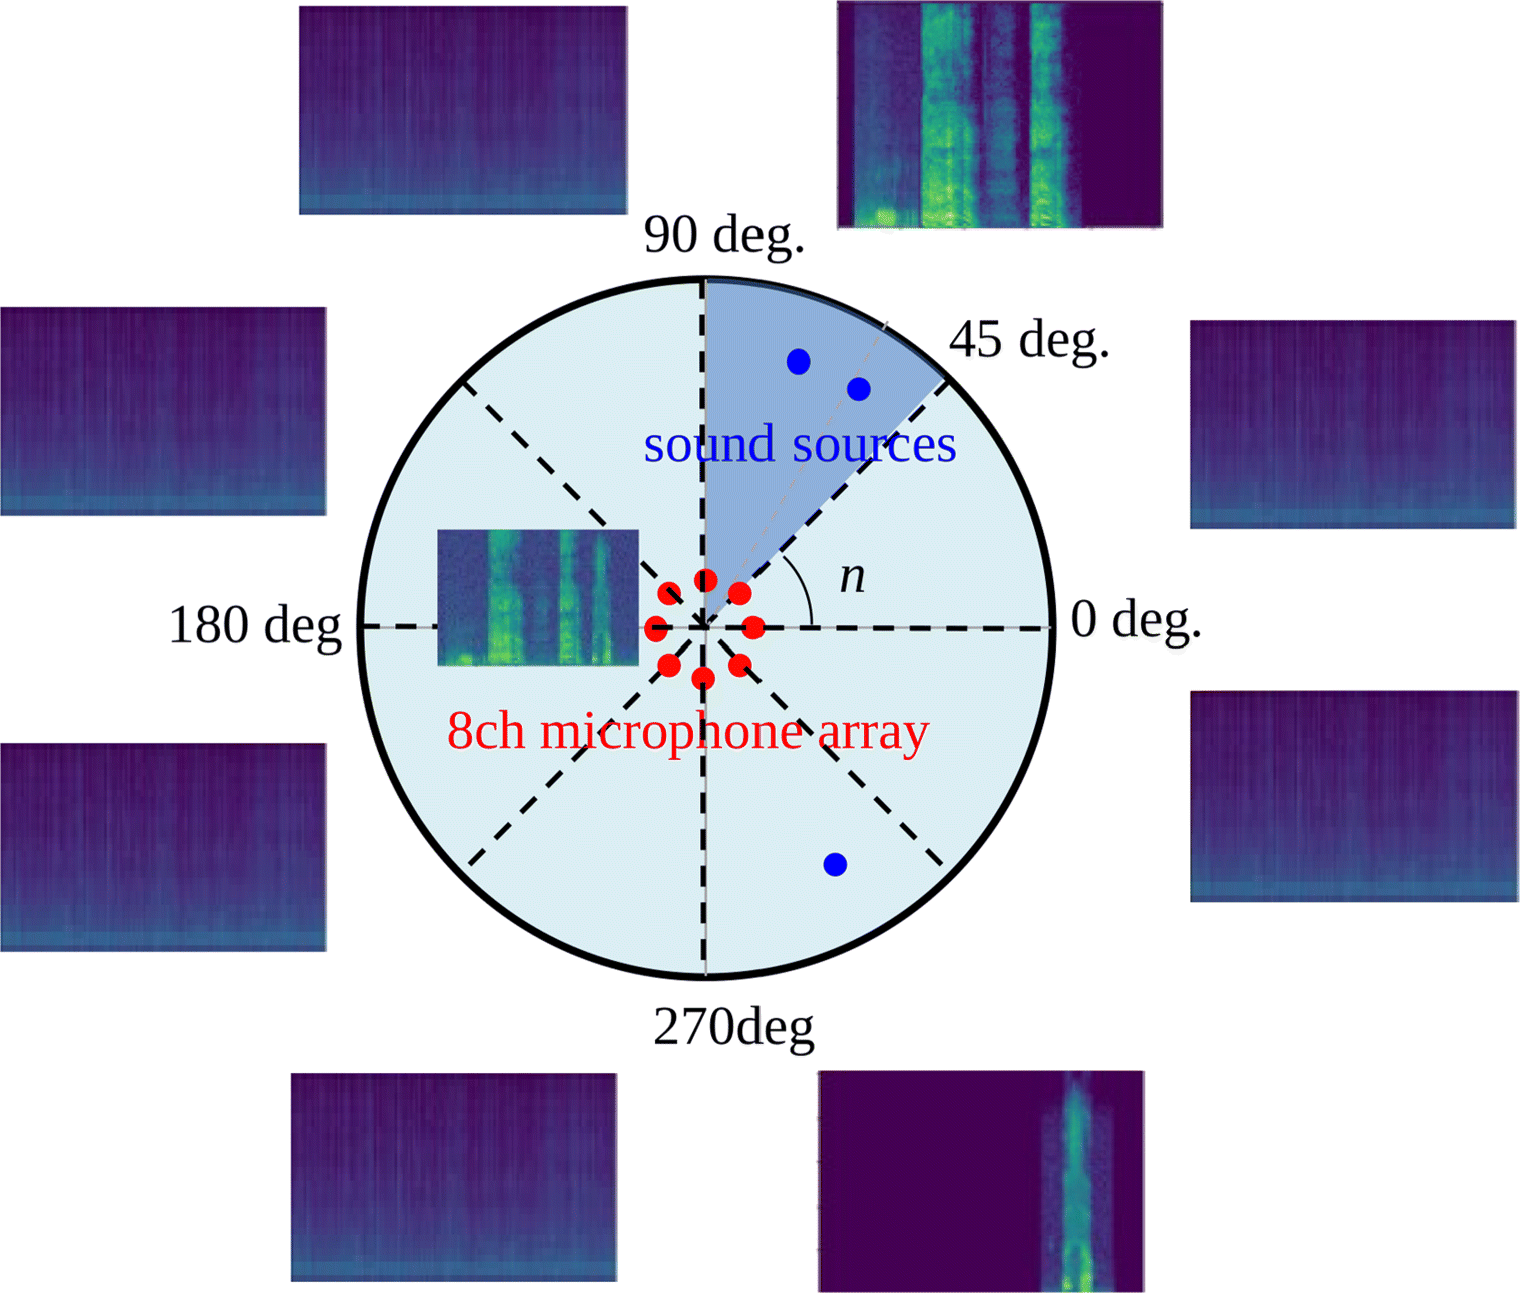 90 deg.
45 deg.
sound sources
n
180 deg
0 deg.
8ch microphone array
270deg